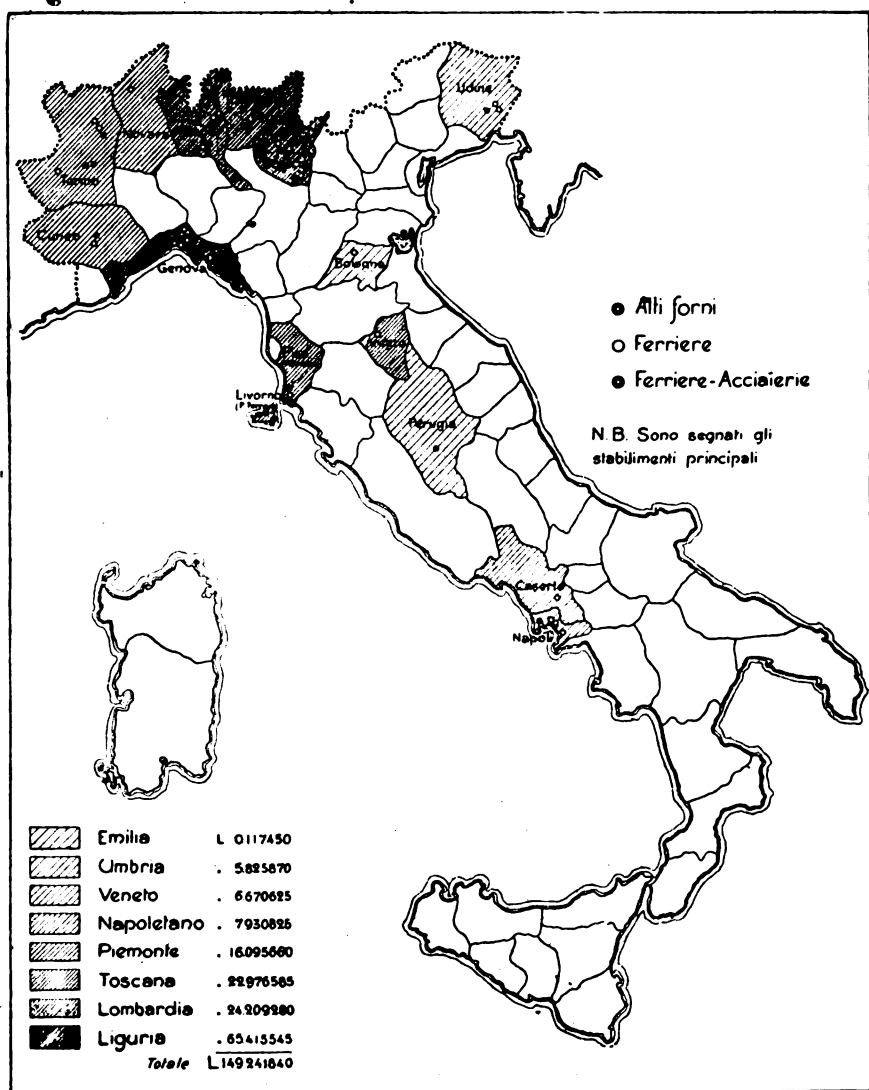 Udine
Novara
Torino
Cuneo
Genova
Bologna
Alti forni
Ferriere
Ferriere-Acciaierie
Pisa
Arezzo
Livorno
Perugia
N.B. Sono segnati gli
stabilimenti principali
Caserta
Napoli
Emilia L 0117450
Umbria . 5825870
Veneto . 6670625
Napoletano . 7930825
Piemonte . 16095660
Toscana . 22976585
Lombardia . 24209280
Liguria . 65415545
Totale L 149241840